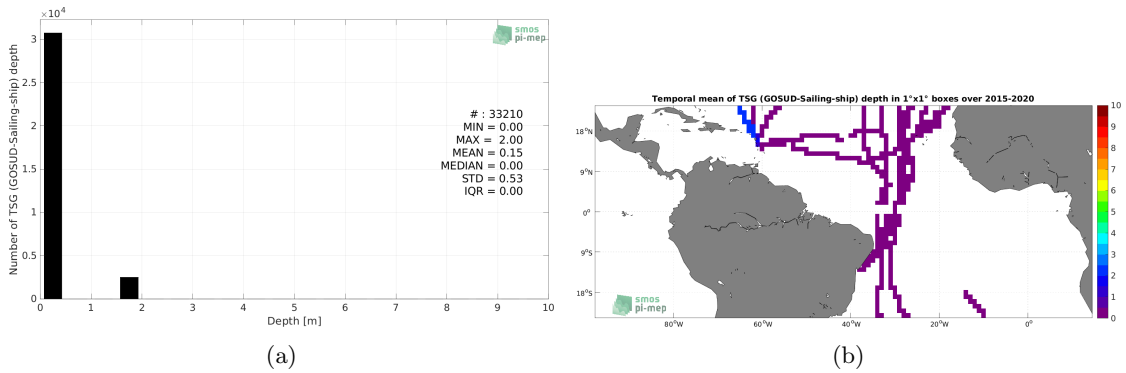 ×10⁴
smos
pi-mep
Number of TSG (GOSUD-Sailing-ship) depth
3
2.5
2
1.5
1
0.5
0
# : 33210
MIN = 0.00
MAX = 2.00
MEAN = 0.15
MEDIAN = 0.00
STD = 0.53
IQR = 0.00
0 1 2 3 4 5 6 7 8 9 10
Depth [m]
(a)
Temporal mean of TSG (GOSUD-Sailing-ship) depth in 1°x1° boxes over 2015-2020
18°N
9°N
0°
9°S
18°S
80°W 60°W 40°W 20°W 0°
smos
pi-mep
10
9
8
7
6
5
4
3
2
1
0
(b)